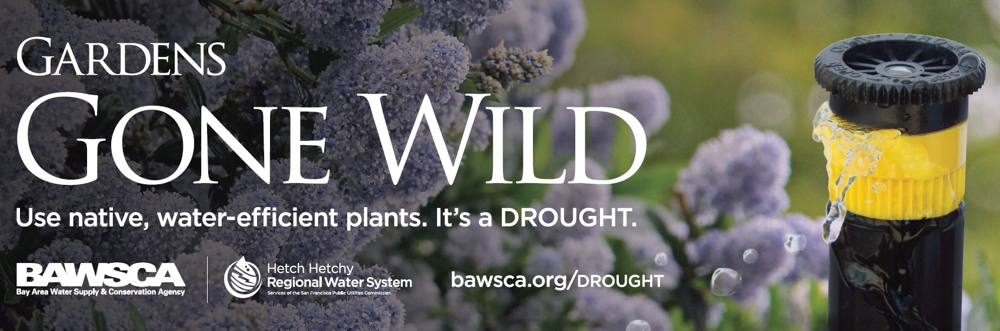 GARDENS
GONE WILD
Use native, water-efficient plants. It's a DROUGHT.
BAWSCA
Bay Area Water Supply & Conservation Agency
Hetch Hetchy
Regional Water System
Services of the San Francisco Public Utilities Commission
bawsca.org/DROUGHT